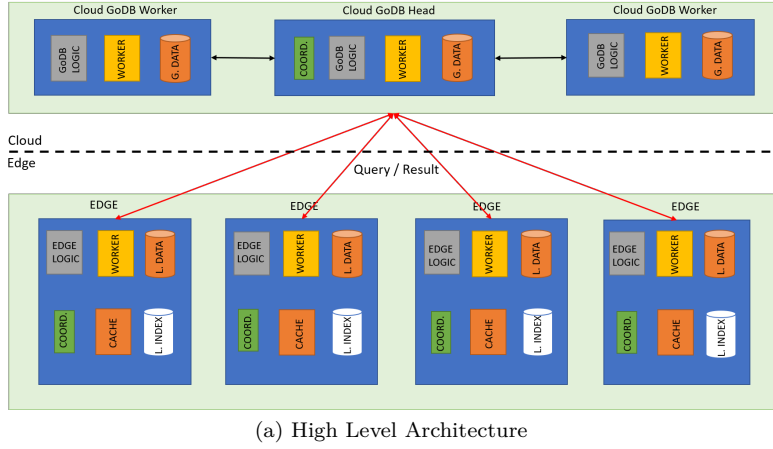 Cloud GoDB Worker
Cloud GoDB Head
Cloud GoDB Worker
GoDB
LOGIC
WORKER
G. DATA
COORD.
GoDB
LOGIC
WORKER
G. DATA
GoDB
LOGIC
WORKER
G. DATA
Cloud
Edge
Query / Result
EDGE
EDGE
EDGE
EDGE
EDGE
LOGIC
WORKER
L. DATA
COORD.
CACHE
L. INDEX
EDGE
LOGIC
WORKER
L. DATA
COORD.
CACHE
L. INDEX
EDGE
LOGIC
WORKER
L. DATA
COORD.
CACHE
L. INDEX
EDGE
LOGIC
WORKER
L. DATA
COORD.
CACHE
L. INDEX
(a) High Level Architecture